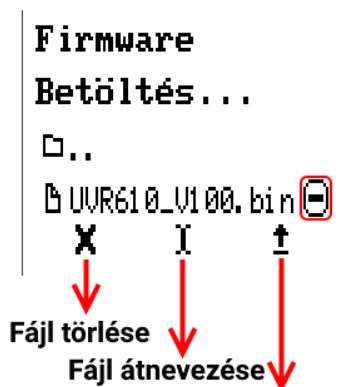 Firmware
Betöltés...
..
UVR610_V100.bin
Fájl törlése
Fájl átnevezése